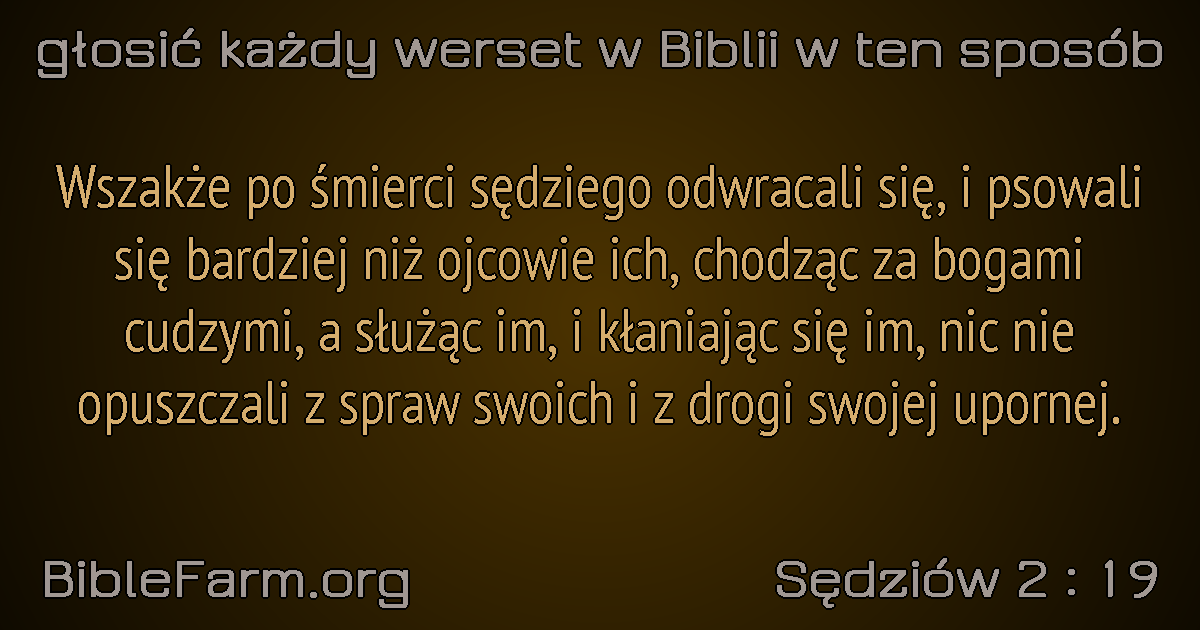 głosić każdy werset w Biblii w ten sposób
Wszakże po śmierci sędziego odwracali się, i psowali
się bardziej niż ojcowie ich, chodząc za bogami
cudzymi, a służąc im, i kłaniając się im, nic nie
opuszczali z spraw swoich i z drogi swojej upornej.
BibleFarm.org
Sędziów 2 : 19